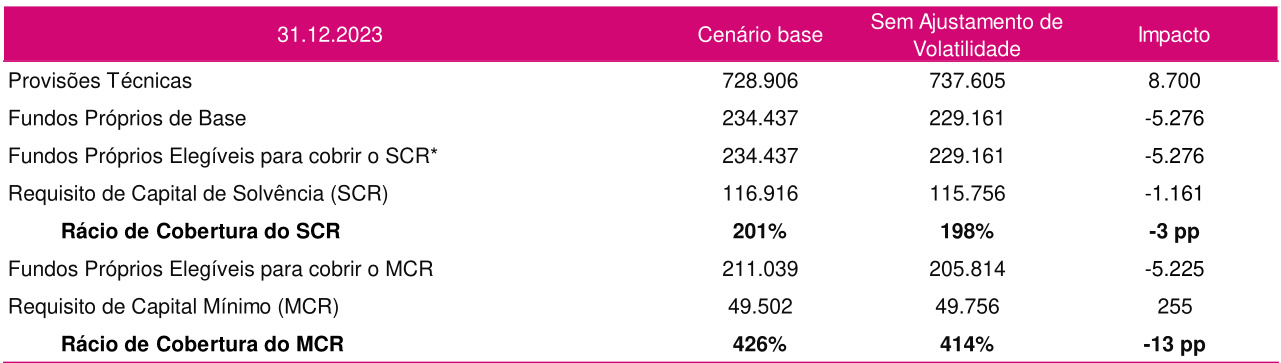 31.12.2023 Cenário base Sem Ajustamento de Volatilidade Impacto
Provisões Técnicas 728.906 737.605 8.700
Fundos Próprios de Base 234.437 229.161 -5.276
Fundos Próprios Elegíveis para cobrir o SCR* 234.437 229.161 -5.276
Requisito de Capital de Solvência (SCR) 116.916 115.756 -1.161
Rácio de Cobertura do SCR 201% 198% -3 pp
Fundos Próprios Elegíveis para cobrir o MCR 211.039 205.814 -5.225
Requisito de Capital Mínimo (MCR) 49.502 49.756 255
Rácio de Cobertura do MCR 426% 414% -13 pp